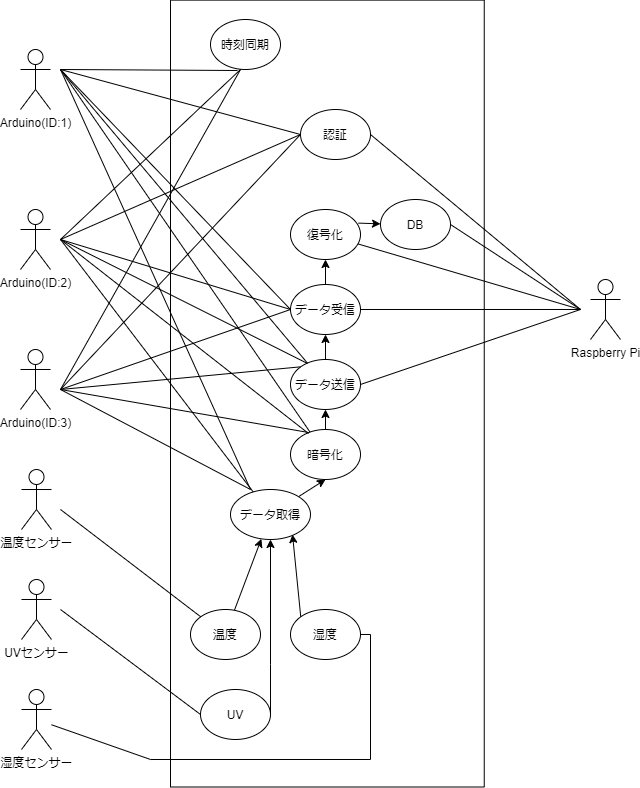 時刻同期
Arduino(ID:1)
認証
復号化
DB
Arduino(ID:2)
データ受信
Raspberry Pi
データ送信
Arduino(ID:3)
暗号化
データ取得
温度センサー
温度
湿度
UVセンサー
UV
湿度センサー